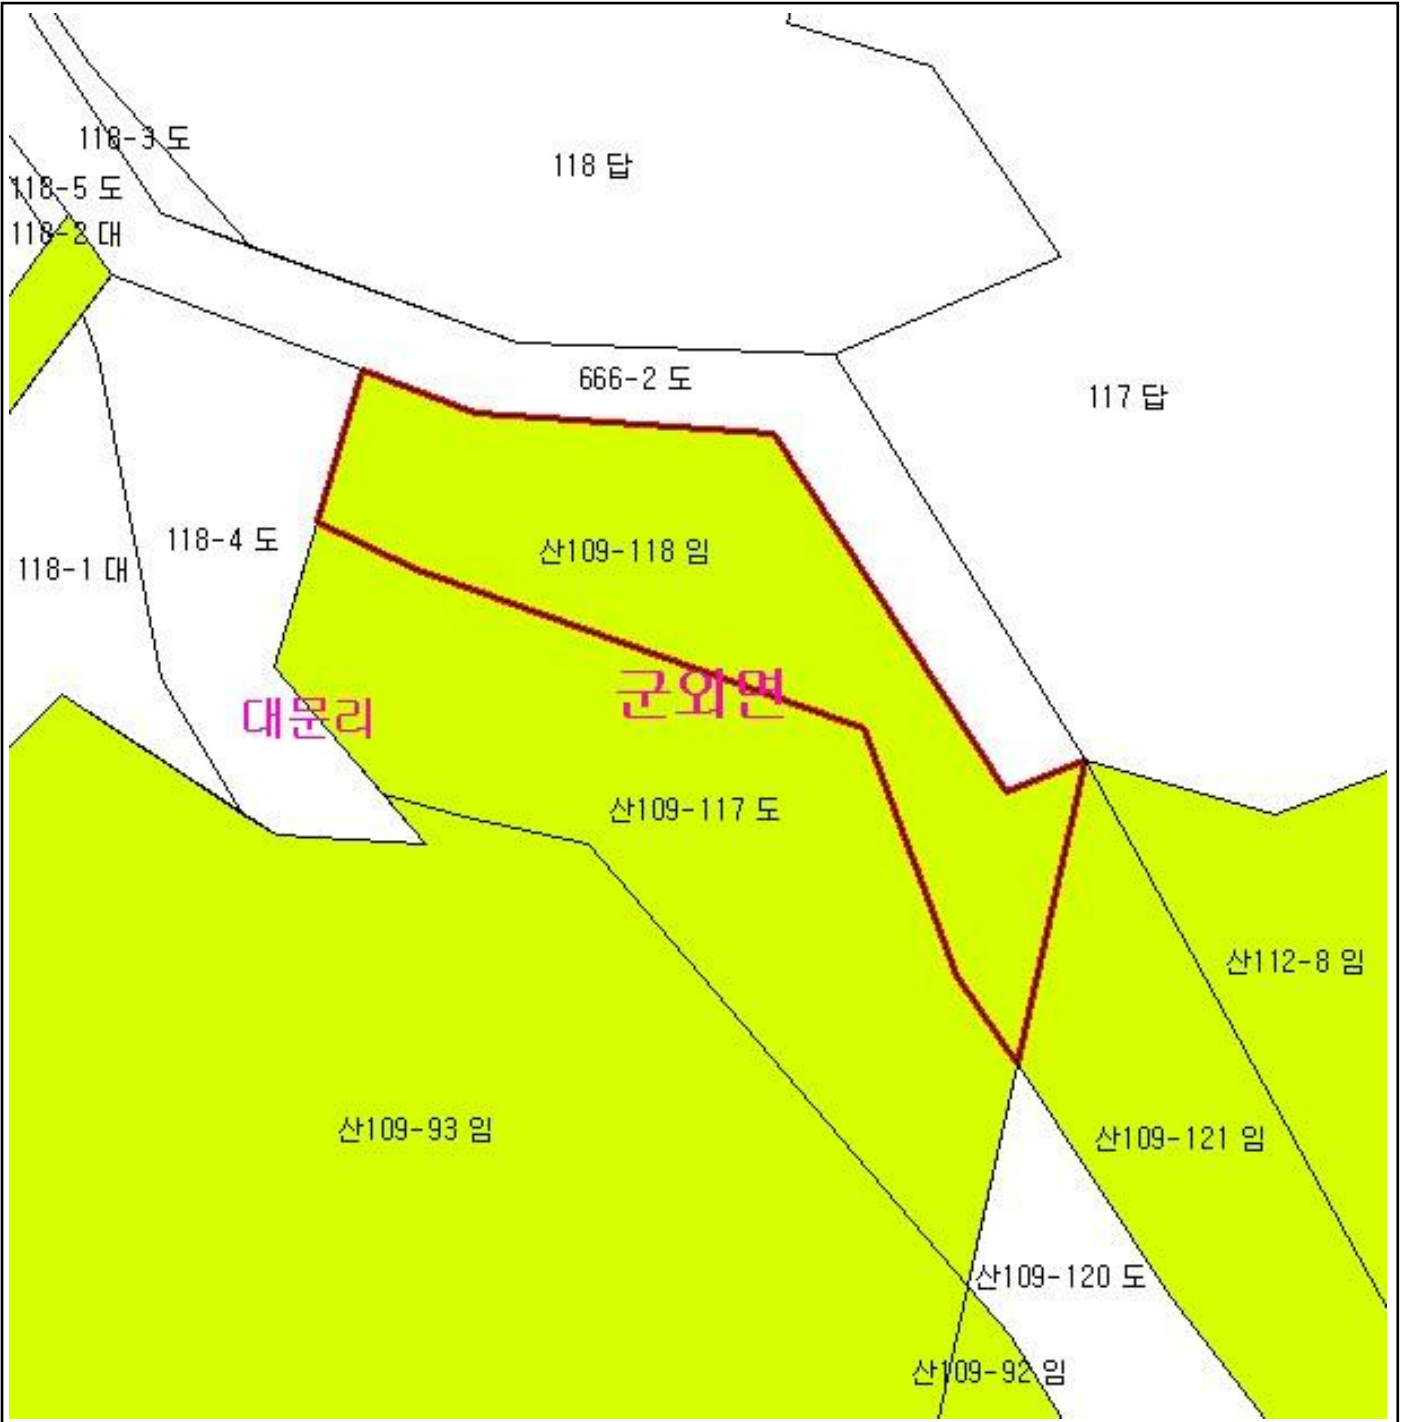 118-3 도
118 답
118-5 도
118-2 대
666-2 도
117 답
118-4 도
산109-118 임
118-1 대
군외면
대문리
산109-117 도
산112-8 임
산109-93 임
산109-121 임
산109-120 도
산109-92 임